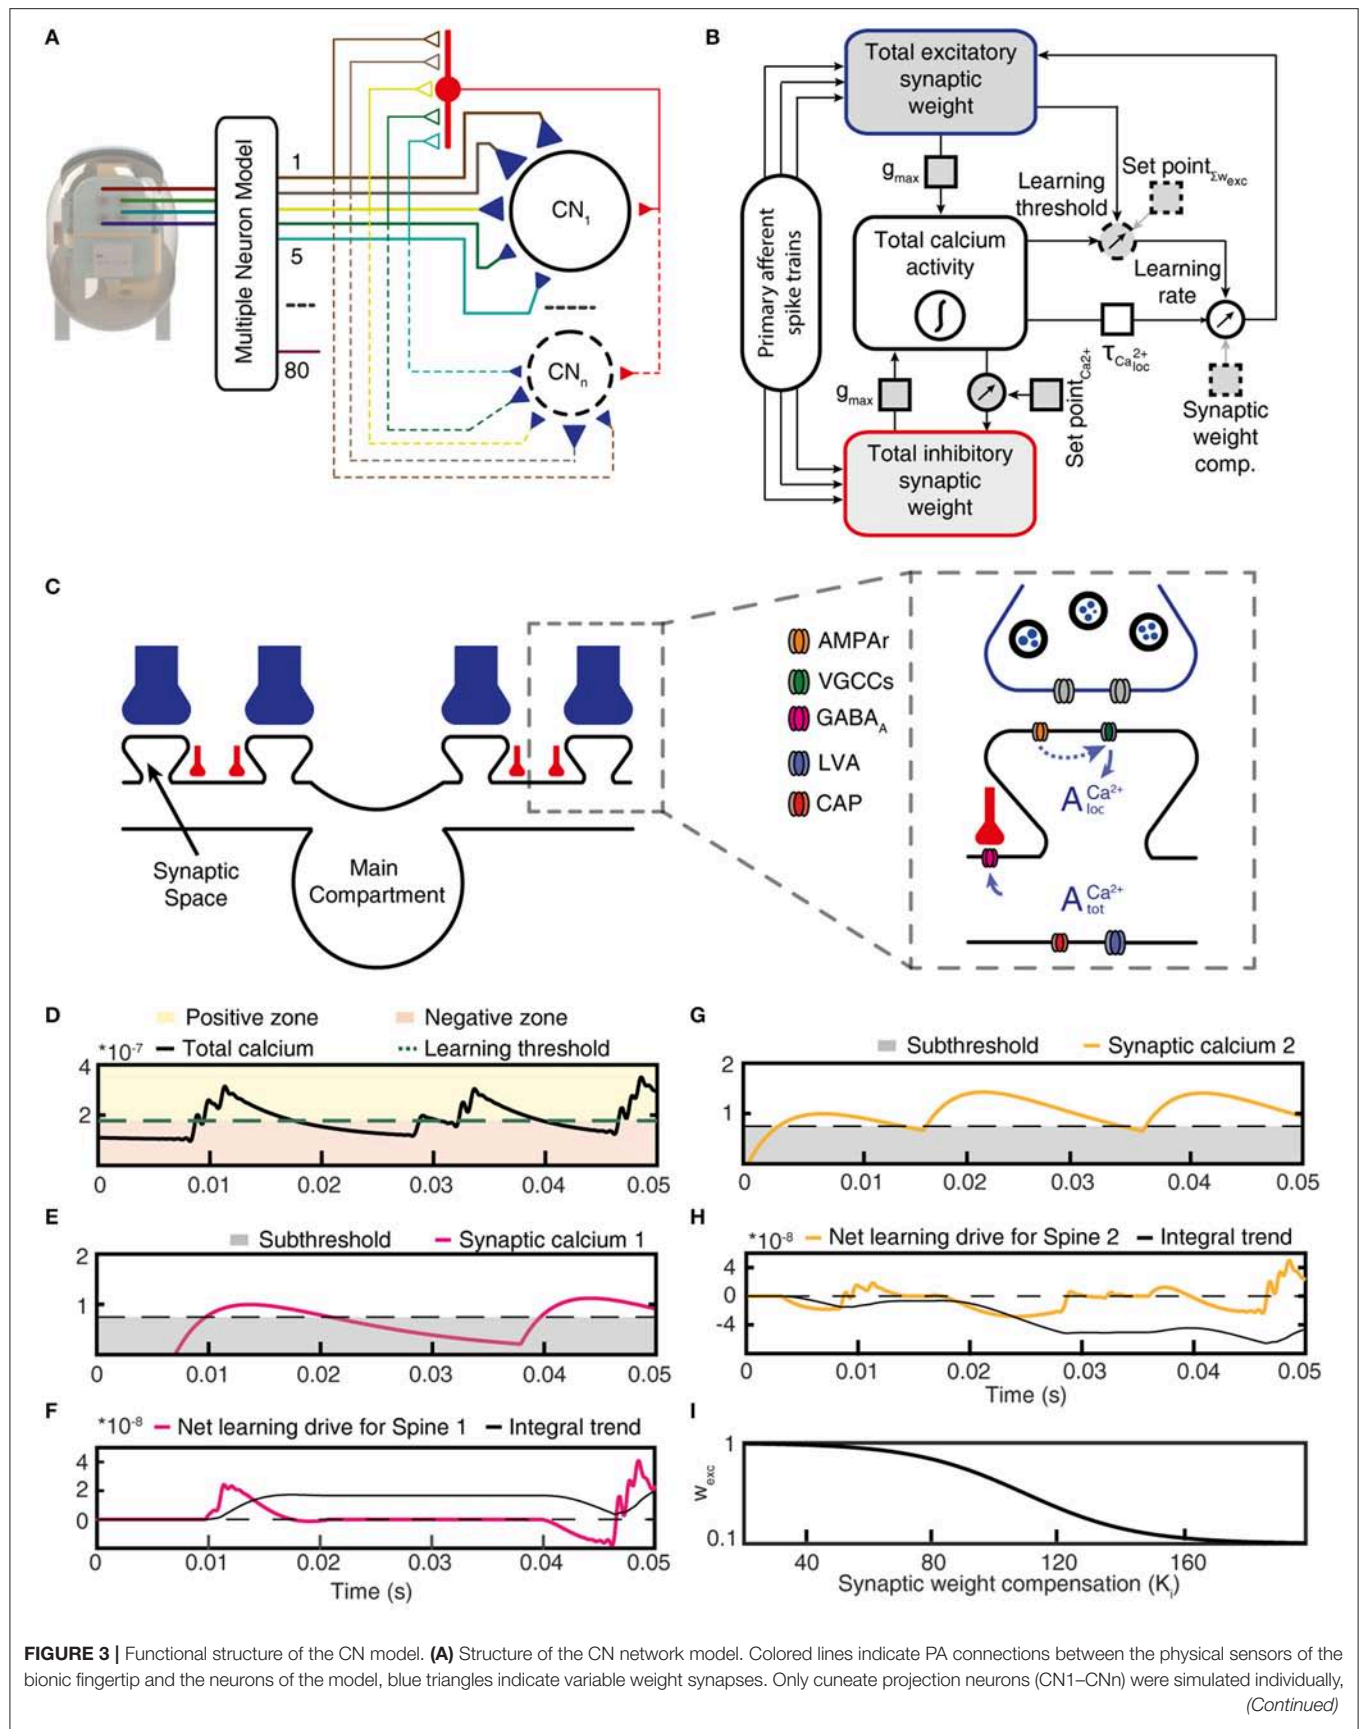 A
Multiple Neuron Model
1
5
80
CN1
CNn
B
Total excitatory
synaptic
weight
gmax
Learning
threshold
Set pointΣwexc
Primary afferent
spike trains
Total calcium
activity
∫
Learning
rate
τCa2+loc
gmax
Set pointCa2+
Synaptic
weight
comp.
Total inhibitory
synaptic
weight
C
Synaptic
Space
Main
Compartment
AMPAr
VGCCs
GABAA
LVA
CAP
A Ca2+ loc
A Ca2+ tot
D
Positive zone Negative zone
*10-7 Total calcium Learning threshold
4
2
0 0.01 0.02 0.03 0.04 0.05
E
Subthreshold Synaptic calcium 1
2
1
0 0.01 0.02 0.03 0.04 0.05
F
*10-8 Net learning drive for Spine 1 Integral trend
4
2
0
0 0.01 0.02 0.03 0.04 0.05
Time (s)
G
Subthreshold Synaptic calcium 2
2
1
0 0.01 0.02 0.03 0.04 0.05
H
*10-8 Net learning drive for Spine 2 Integral trend
4
0
-4
0 0.01 0.02 0.03 0.04 0.05
Time (s)
I
1
wexc
0.1
40 80 120 160
Synaptic weight compensation (Ki)
FIGURE 3 | Functional structure of the CN model. (A) Structure of the CN network model. Colored lines indicate PA connections between the physical sensors of the
bionic fingertip and the neurons of the model, blue triangles indicate variable weight synapses. Only cuneate projection neurons (CN1–CNn) were simulated individually,
(Continued)